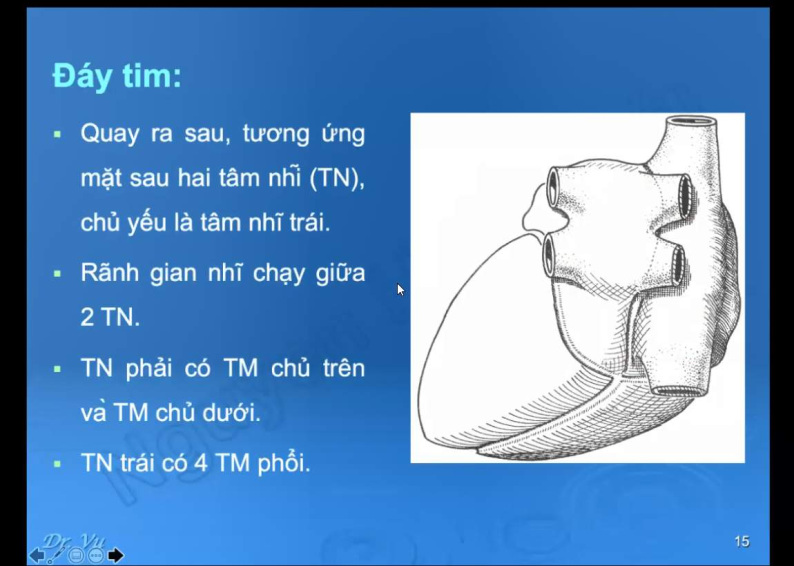 Đáy tim:
Quay ra sau, tương ứng
mặt sau hai tâm nhĩ (TN),
chủ yếu là tâm nhĩ trái.
Rãnh gian nhĩ chạy giữa
2 TN.
TN phải có TM chủ trên
và TM chủ dưới.
TN trái có 4 TM phổi.
Dr. Vu
15